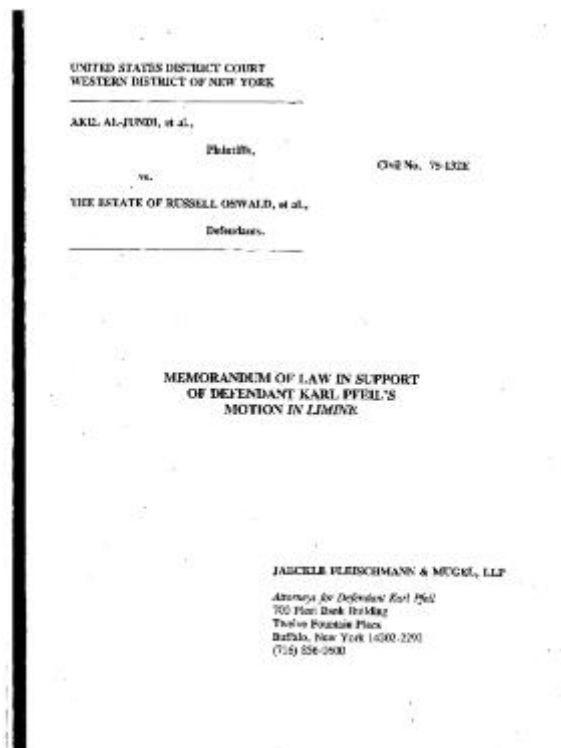 UNITED STATES DISTRICT COURT
WESTERN DISTRICT OF NEW YORK
AKIL AL-JUNDI, et al.,
Plaintiffs,
vs.
Civil No. 75-132E
THE ESTATE OF RUSSELL OSWALD, et al.,
Defendants.
MEMORANDUM OF LAW IN SUPPORT
OF DEFENDANT KARL PFEIL'S
MOTION IN LIMINE
JAECKLE FLEISCHMANN & MUGEL, LLP
Attorneys for Defendant Karl Pfeil
Fleet Bank Building
Twelve Fountain Plaza
Buffalo, New York 14202-2292
(716) 856-0600